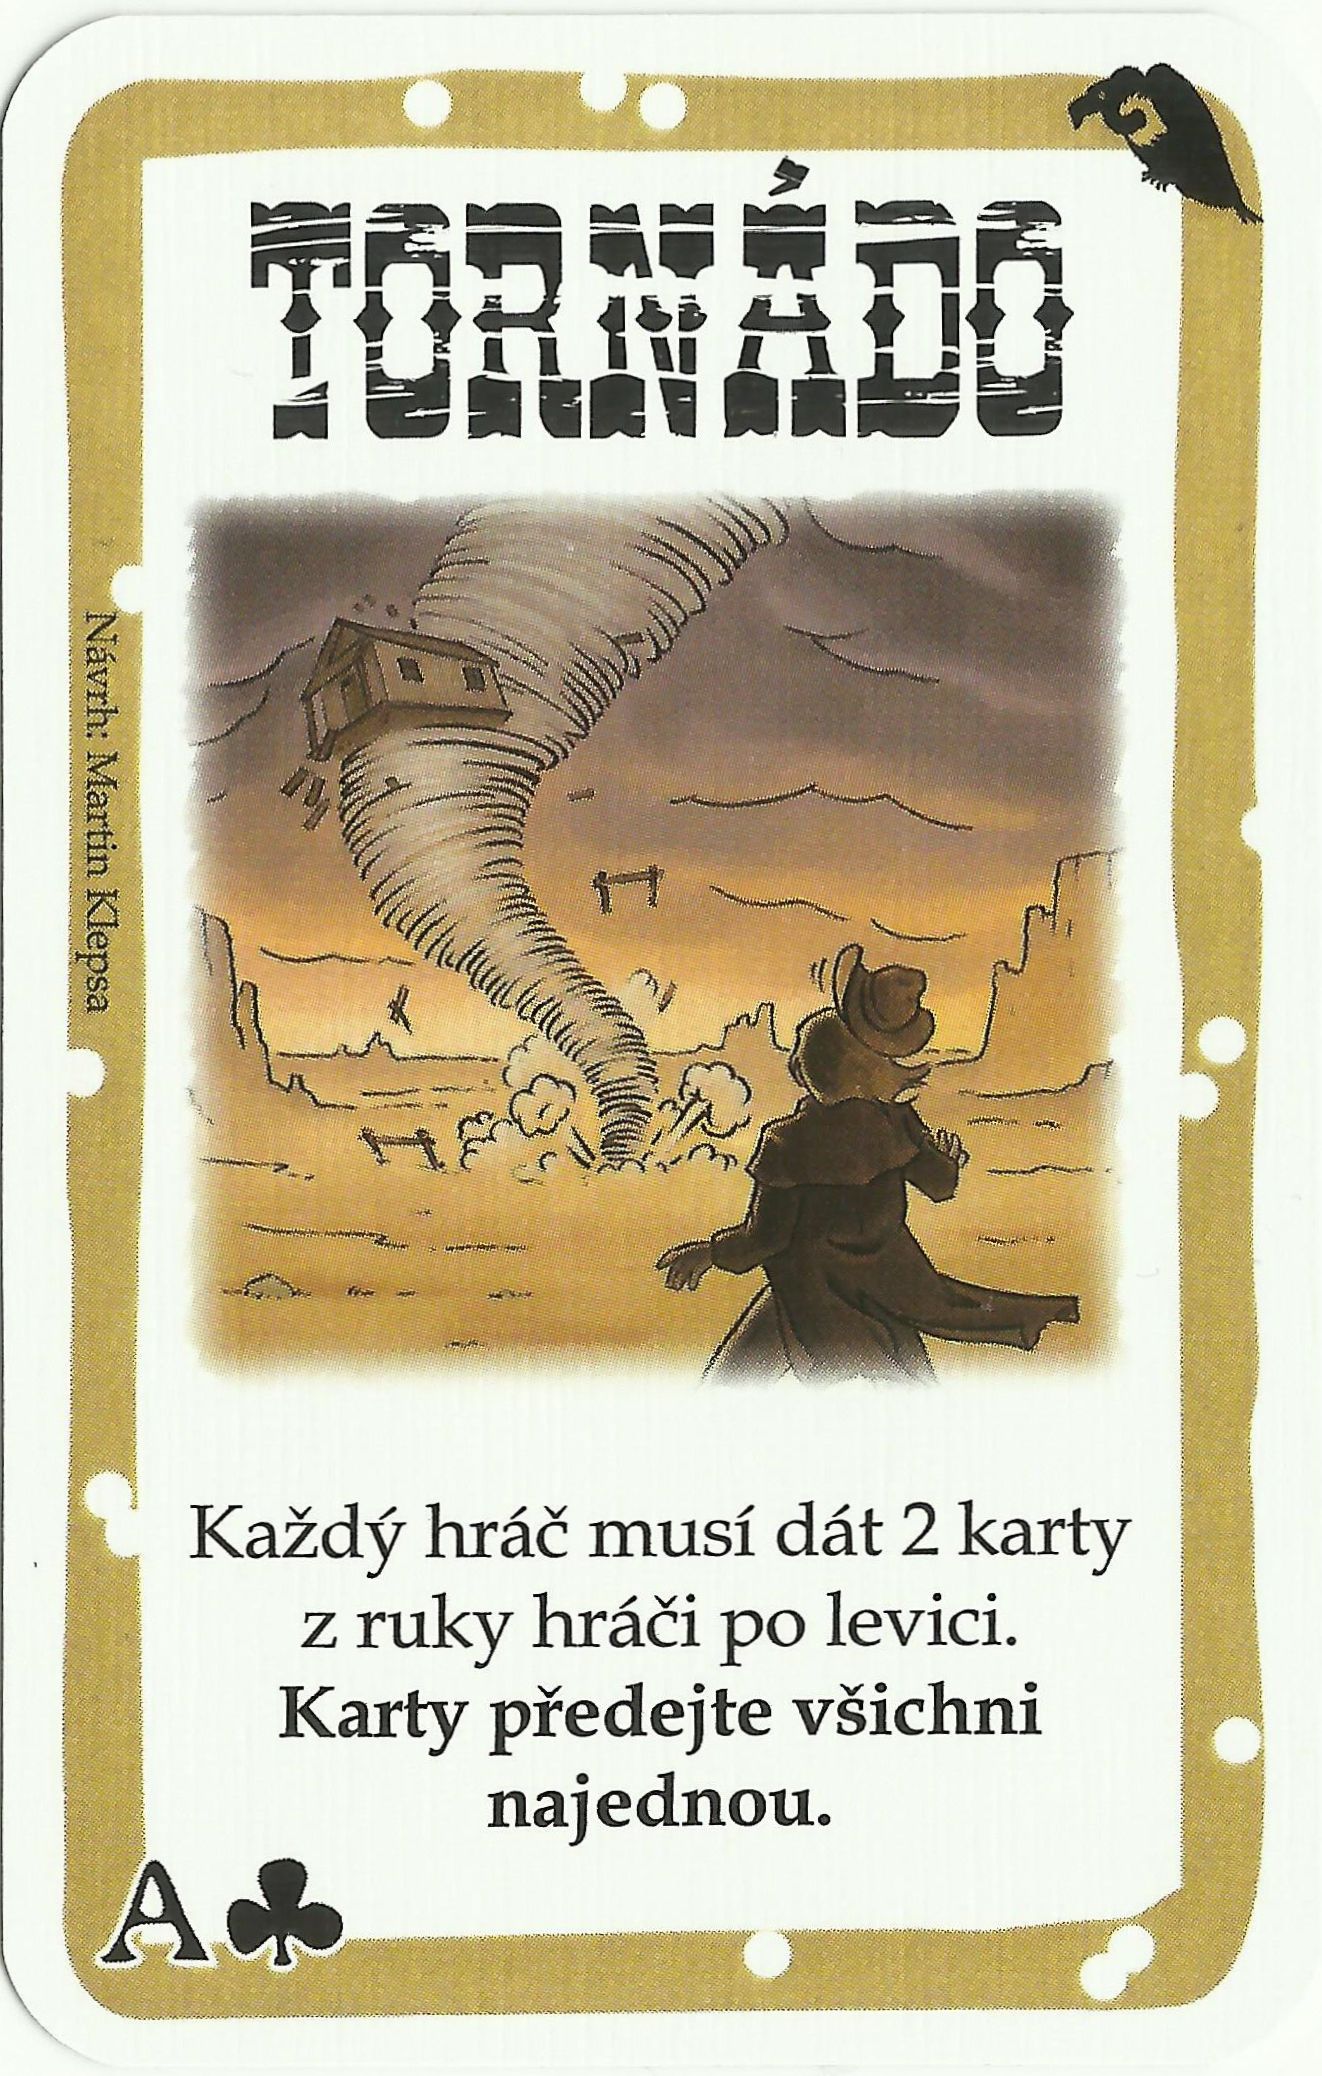 TORNÁDO
Návrh: Martin Klepsa
Každý hráč musí dát 2 karty
z ruky hráči po levici.
Karty předejte všichni
najednou.
A♣